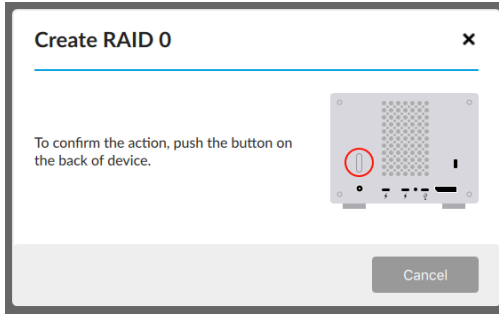 Create RAID 0
To confirm the action, push the button on
the back of device.
Cancel